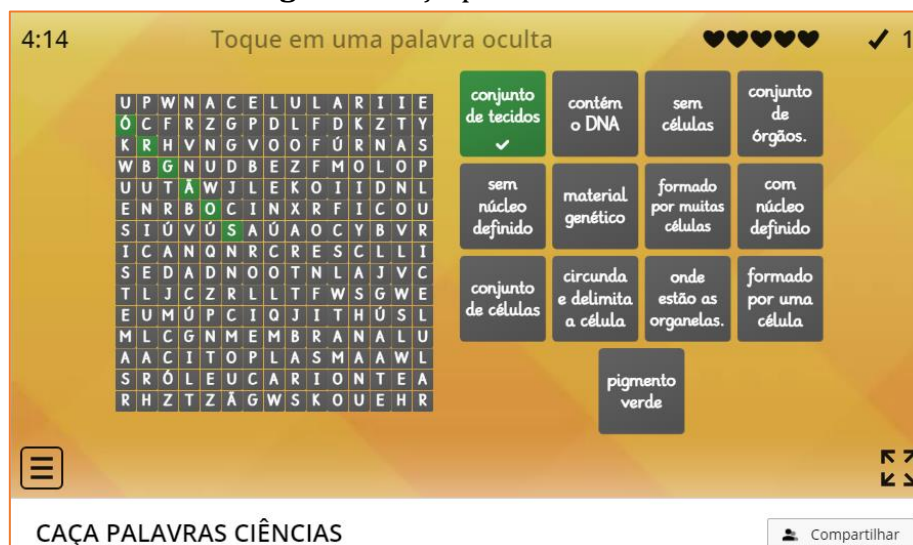 4:14
Toque em uma palavra oculta
1
U P W N A C E L U L A R I I E
Ó C F R Z G P D L F D K Z T Y
K R H V N G V O O F Ú R N A S
W B G N U D B E Z F M O L O P
U U T Ã W J L E K O I I D N L
E N R B O C I N X R F I C O U
S I Ú V Ú S A Ú A O C Y B V R
I C A N Q N R C R E S C L L I
S E D A D N O O T N L A J V C
T L J C Z R L L T F W S G W E
E U M Ú P C I Q J I T H Ú S L
M L C G N M E M B R A N A L U
A A C I T O P L A S M A A W L
S R Ó L E U C A R I O N T E A
R H Z T Z Ã G W S K O U E H R
conjunto
de tecidos
contém
o DNA
sem
células
conjunto
de
órgãos.
sem
núcleo
definido
material
genético
formado
por muitas
células
com
núcleo
definido
conjunto
de células
circunda
e delimita
a célula
onde
estão as
organelas.
formado
por uma
célula
pigmento
verde
CAÇA PALAVRAS CIÊNCIAS
Compartilhar